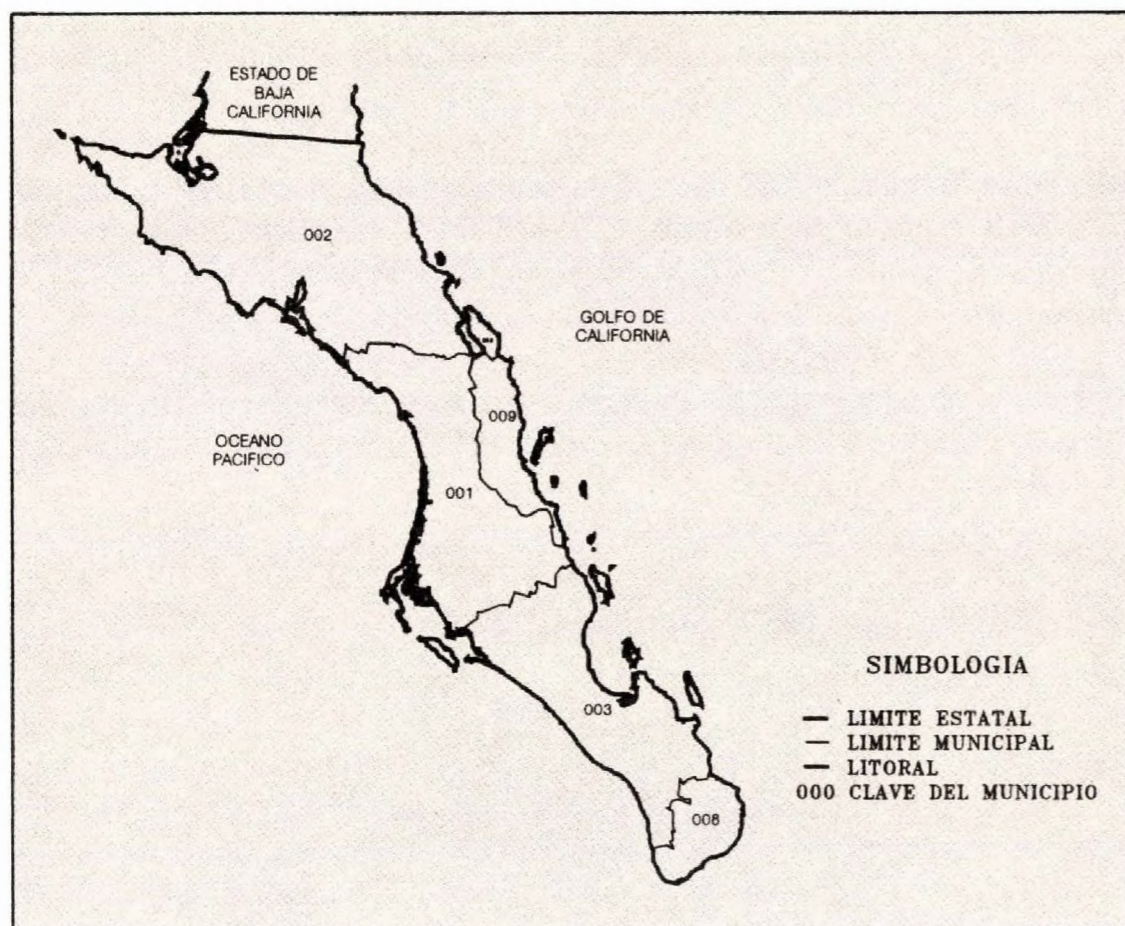 ESTADO DE
BAJA
CALIFORNIA
002
GOLFO DE
CALIFORNIA
009
OCEANO
PACIFICO
001
SIMBOLOGIA
003
LIMITE ESTATAL
LIMITE MUNICIPAL
LITORAL
000 CLAVE DEL MUNICIPIO
008